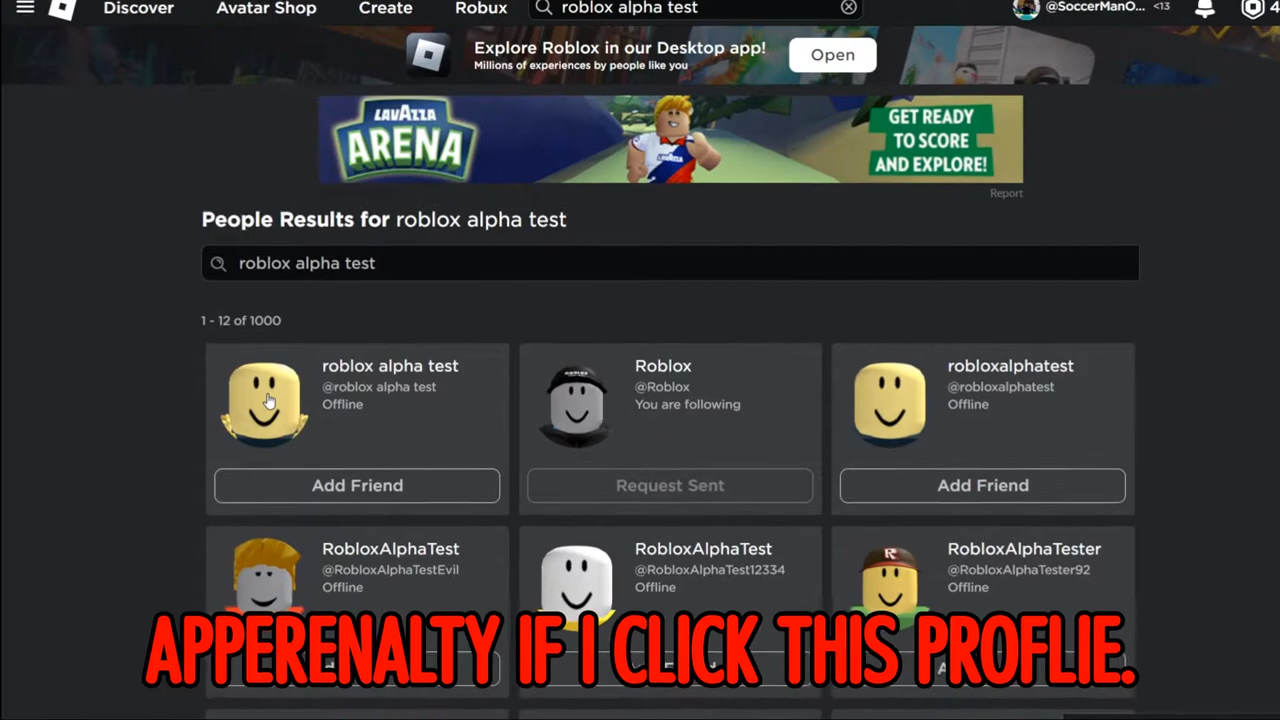 Discover Avatar Shop Create Robux roblox alpha test @SoccerManO... <13 4
Explore Roblox in our Desktop app!
Millions of experiences by people like you
Open
LAVAZZA
ARENA
GET READY
TO SCORE
AND EXPLORE!
Report
People Results for roblox alpha test
roblox alpha test
1 - 12 of 1000
roblox alpha test
@roblox alpha test
Offline
Add Friend
Roblox
@Roblox
You are following
Request Sent
robloxalphatest
@robloxalphatest
Offline
Add Friend
RobloxAlphaTest
@RobloxAlphaTestEvil
Offline
RobloxAlphaTest
@RobloxAlphaTest12334
Offline
RobloxAlphaTester
@RobloxAlphaTester92
Offline
APPERENALTY IF I CLICK THIS PROFLIE.